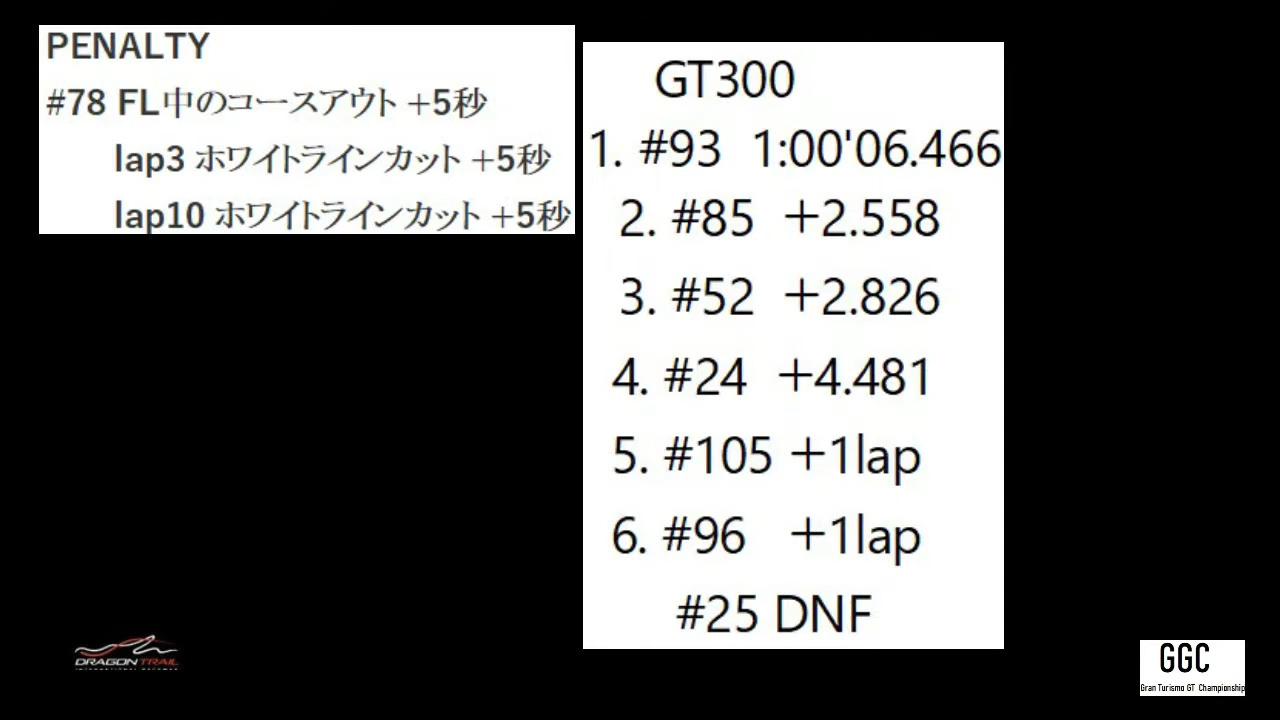 PENALTY
#78 FL中のコースアウト +5秒
lap3 ホワイトラインカット +5秒
lap10 ホワイトラインカット +5秒
GT300
1. #93 1:00'06.466
2. #85 +2.558
3. #52 +2.826
4. #24 +4.481
5. #105 +1lap
6. #96 +1lap
#25 DNF
DRAGON TRAIL
GGC
Gran Turismo GT Championship